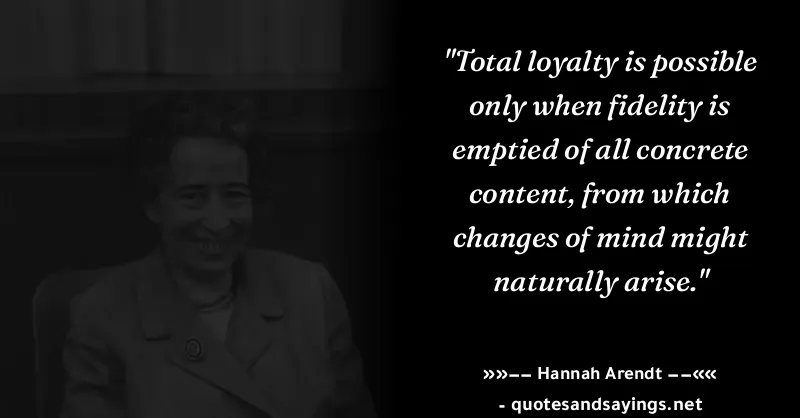 "Total loyalty is possible
only when fidelity is
emptied of all concrete
content, from which
changes of mind might
naturally arise."
»»–– Hannah Arendt ––««
- quotesandsayings.net